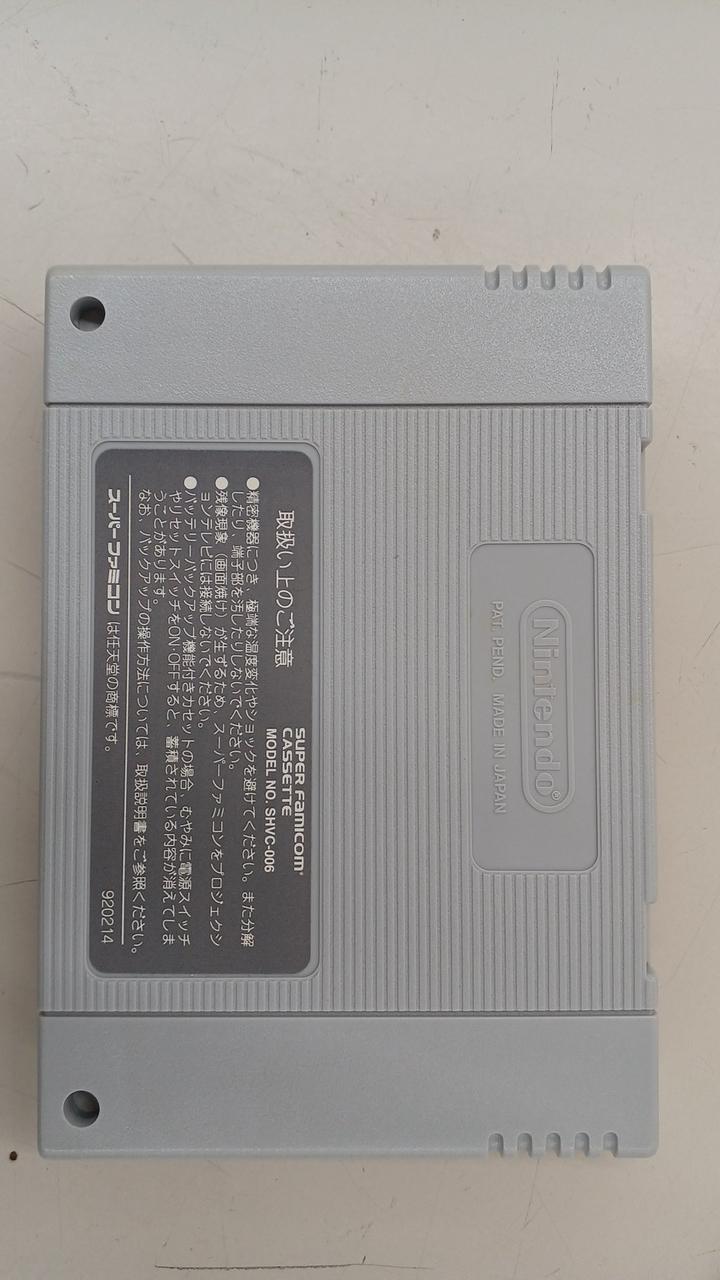 Nintendo®
PAT. PEND. MADE IN JAPAN
SUPER FAMICOM
CASSETTE
MODEL NO. SHVC-006
取扱い上のご注意
●精密機器につき、極端な温度変化やショックを避けてください。また分解
したり、端子部を汚したりしないでください。
●残像現象(画面焼け)が生ずるため、スーパーファミコンをプロジェクシ
ョンテレビには接続しないでください。
●バッテリーバックアップ機能付きカセットの場合、むやみに電源スイッチ
やリセットスイッチをON・OFFすると、蓄積されている内容が消えてしま
うことがあります。
なお、バックアップの操作方法については、取扱説明書をご参照ください。
スーパーファミコン は任天堂の商標です。
920214